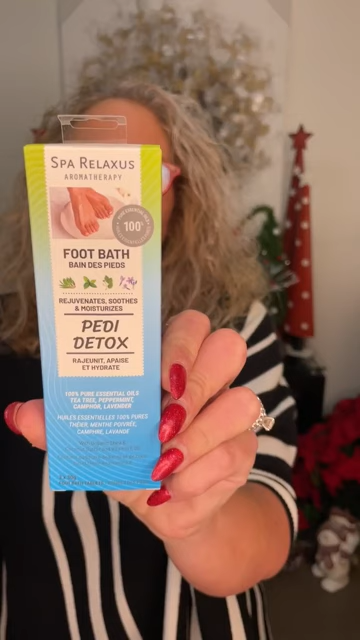 SPA RELAXUS
AROMATHERAPY
100%
FOOT BATH
BAIN DES PIEDS
REJUVENATES, SOOTHES
& MOISTURIZES
PEDI
DETOX
RAJEUNIT, APAISE
ET HYDRATE
100% PURE ESSENTIAL OILS
TEA TREE, PEPPERMINT,
CAMPHOR, LAVENDER
HUILES ESSENTIELLES 100% PURES
THÉIER, MENTHE POIVRÉE,
CAMPHRE, LAVANDE